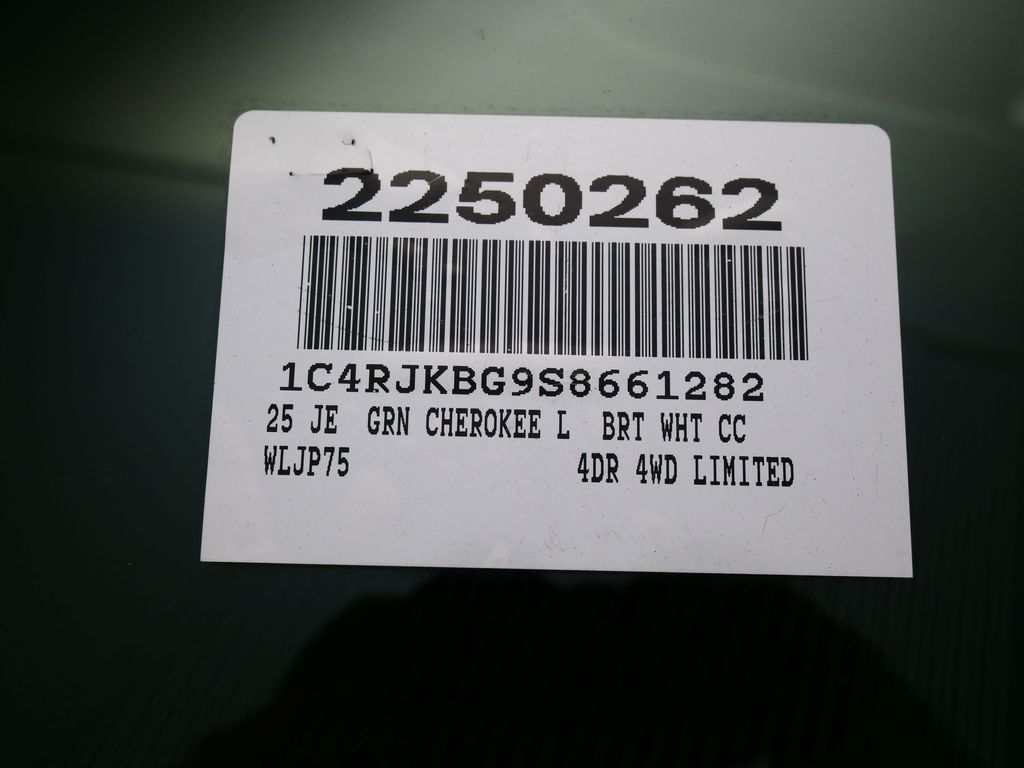 2250262
1C4RJKBG9S8661282
25 JE GRN CHEROKEE L BRT WHT CC
WLJP75 4DR 4WD LIMITED